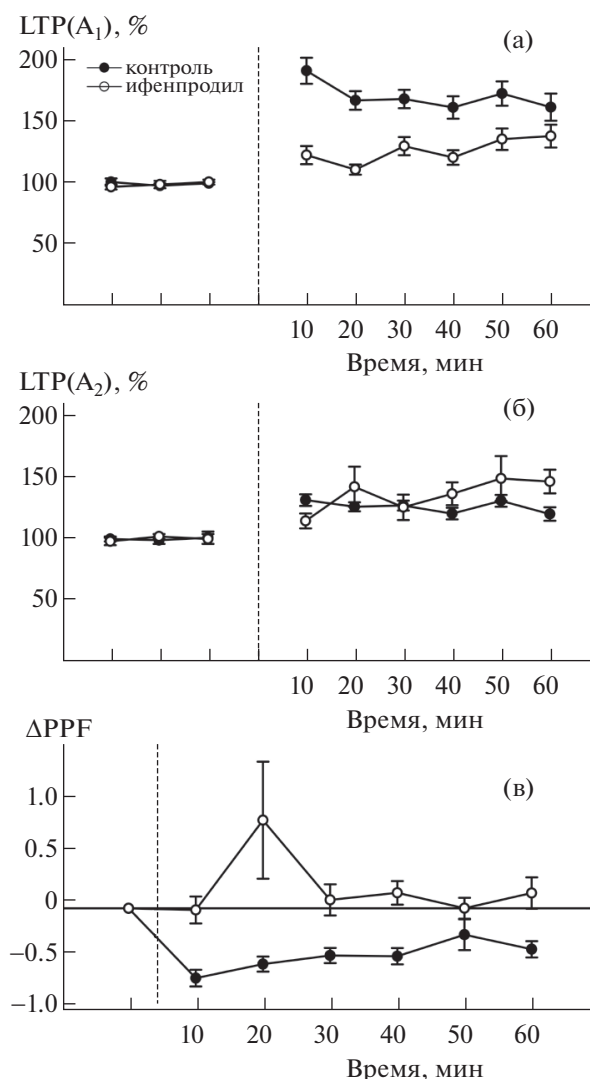 LTP(A₁), %
(а)
200
контроль
ифенпродил
150
100
50
10 20 30 40 50 60
Время, мин
LTP(A₂), %
(б)
200
150
100
50
10 20 30 40 50 60
Время, мин
ΔPPF
(в)
1.0
0.5
0
−0.5
−1.0
10 20 30 40 50 60
Время, мин